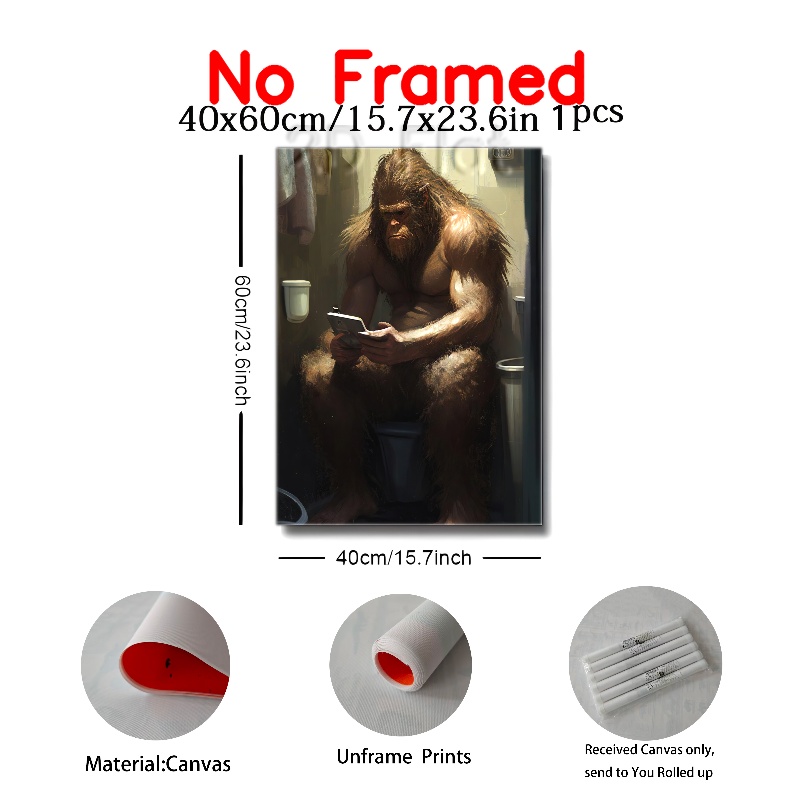 No Framed
40x60cm/15.7x23.6in 1pcs
60cm/23.6inch
40cm/15.7inch
Material:Canvas
Unframe Prints
Received Canvas only,
send to You Rolled up